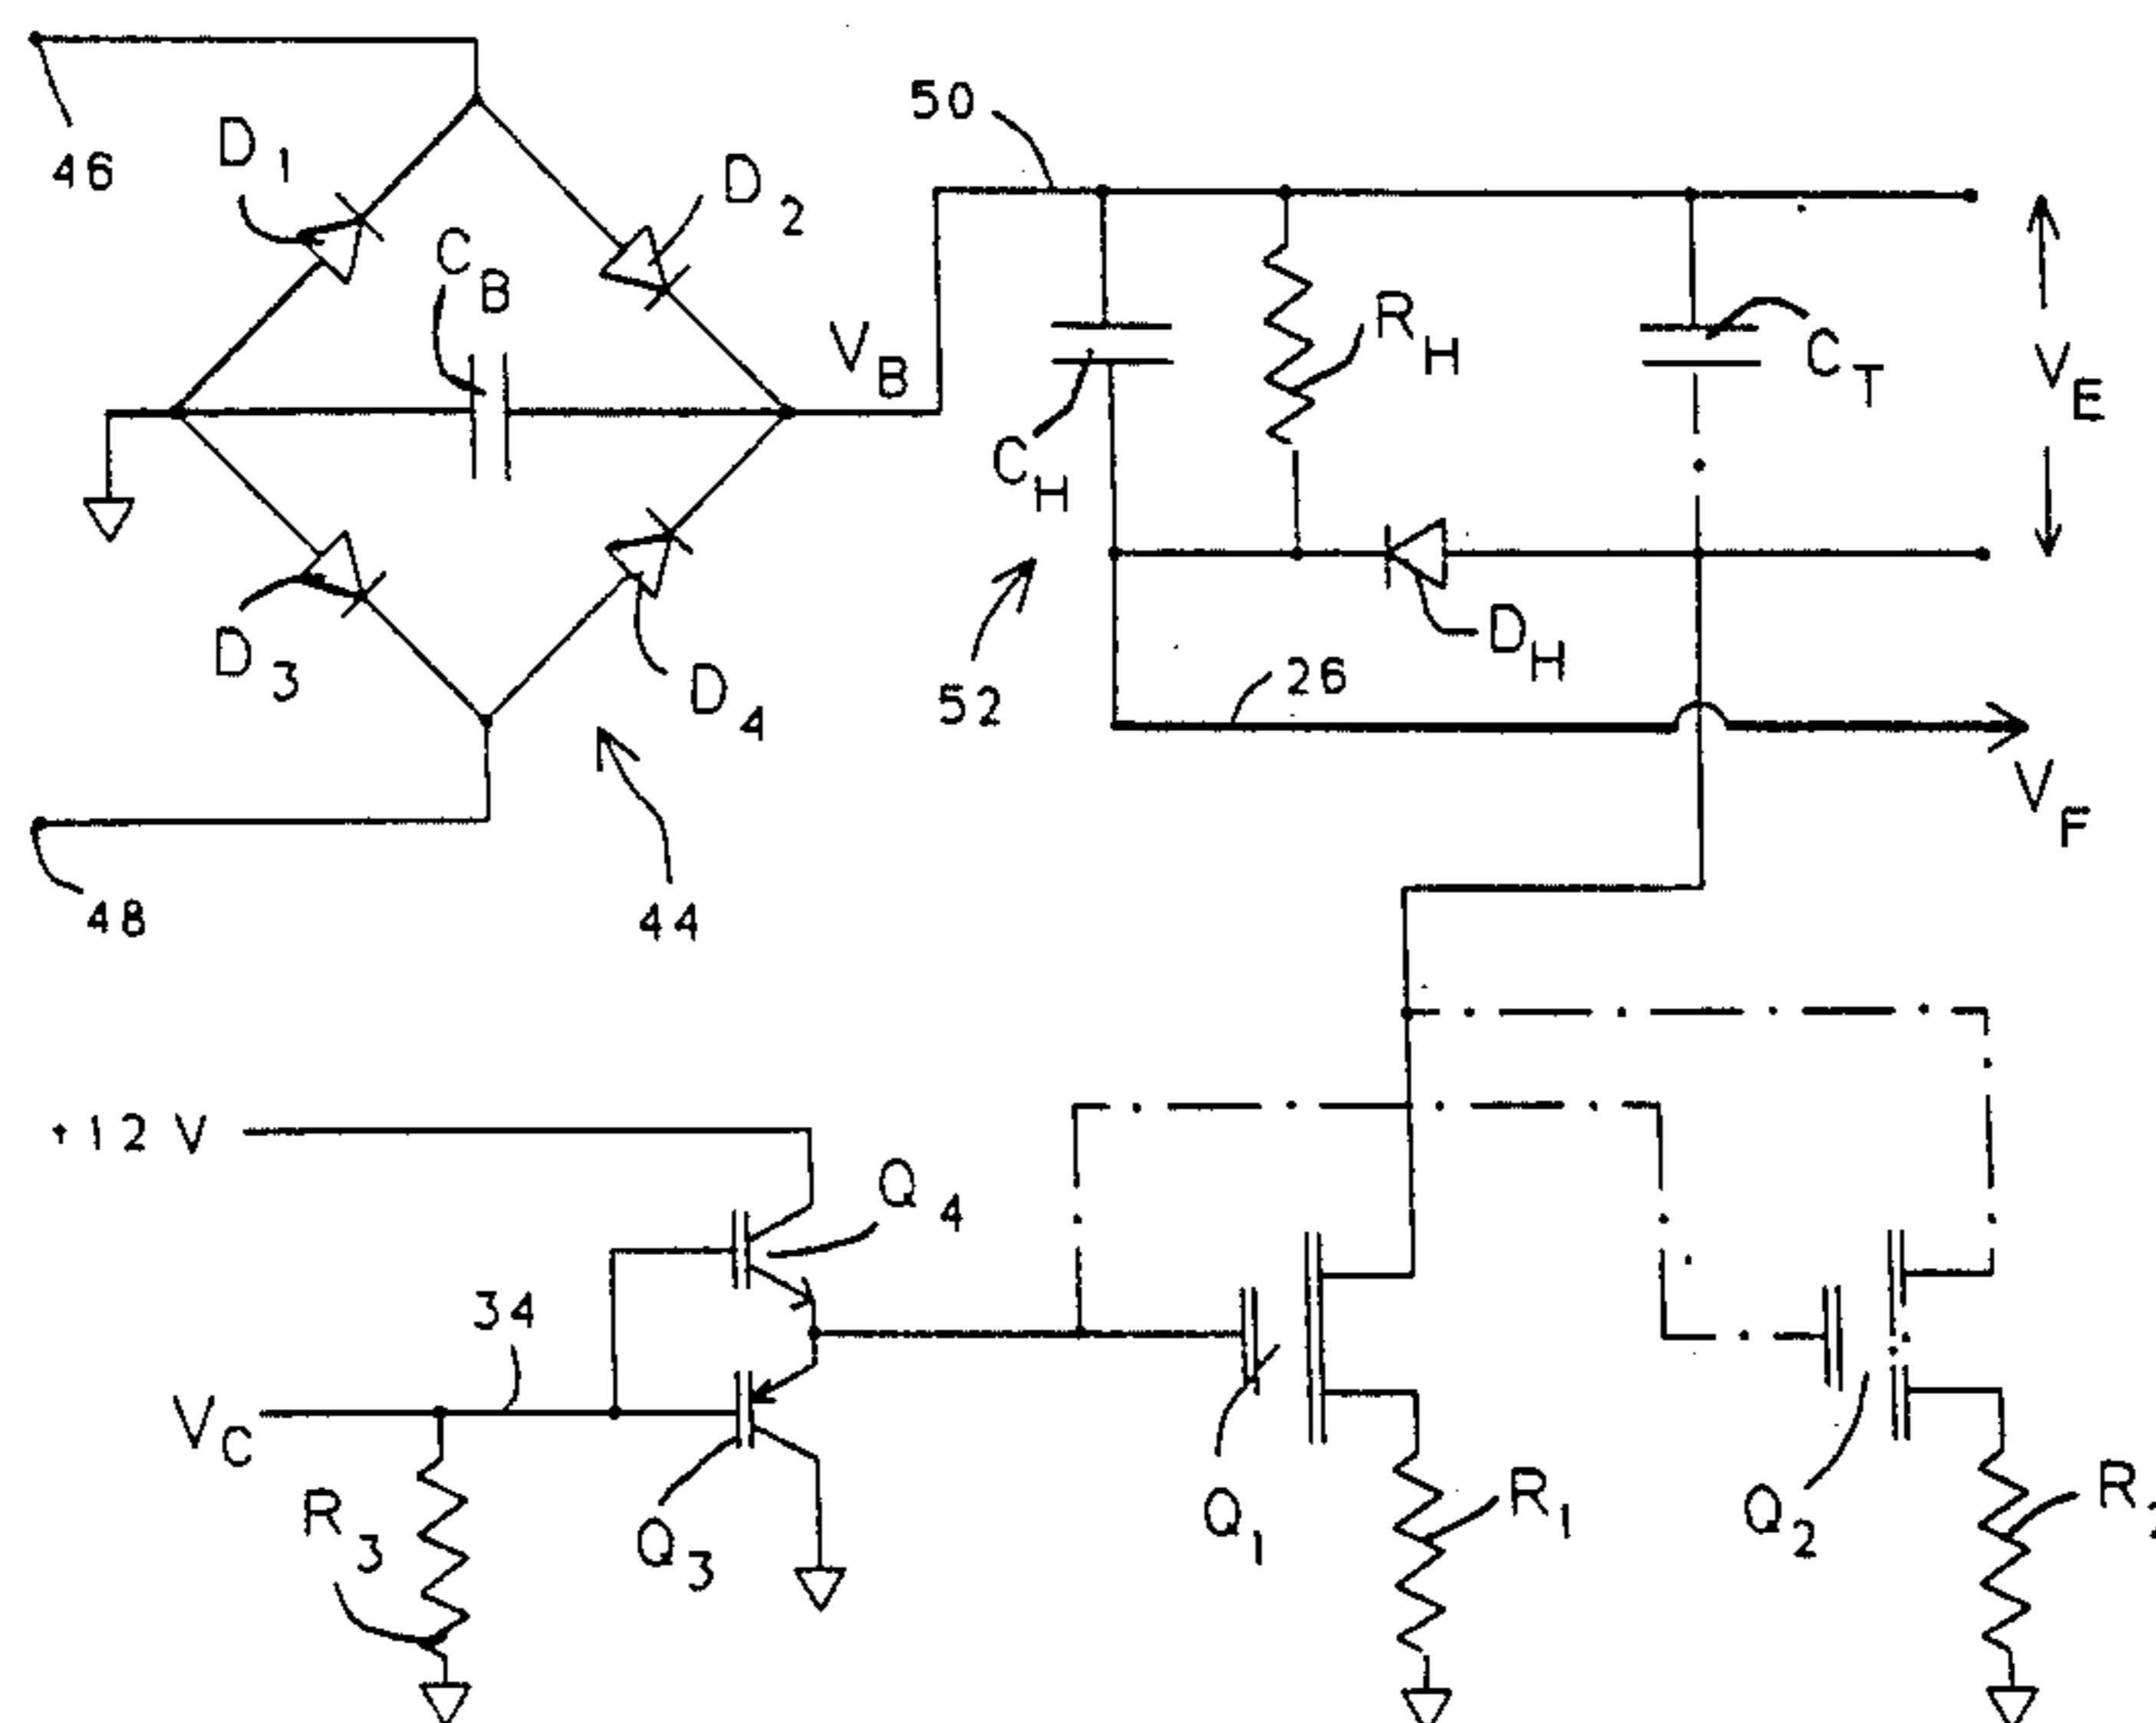 46
D1
D2
CB
VB
50
RH
CH
CT
VE
D3
D4
52
DH
26
VF
48
44
+12 V
Q4
34
VC
R3
Q3
Q1
R1
Q2
R2